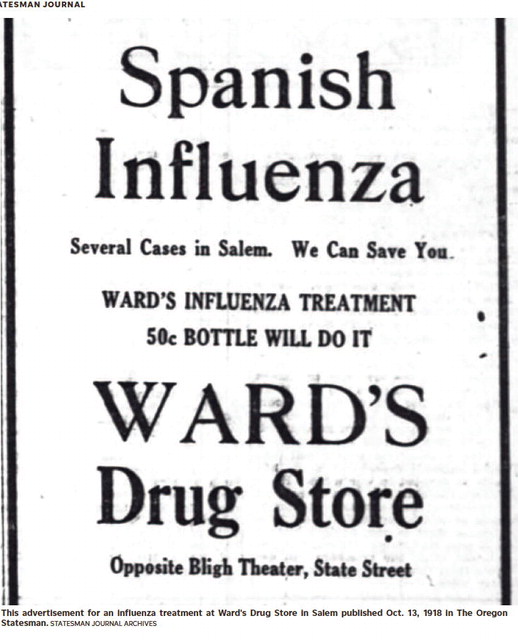 ATESMAN JOURNAL
Spanish
Influenza
Several Cases in Salem. We Can Save You.
WARD'S INFLUENZA TREATMENT
50c BOTTLE WILL DO IT
WARD'S
Drug Store
Opposite Bligh Theater, State Street
This advertisement for an influenza treatment at Ward's Drug Store in Salem published Oct. 13, 1918 in The Oregon
Statesman. STATESMAN JOURNAL ARCHIVES